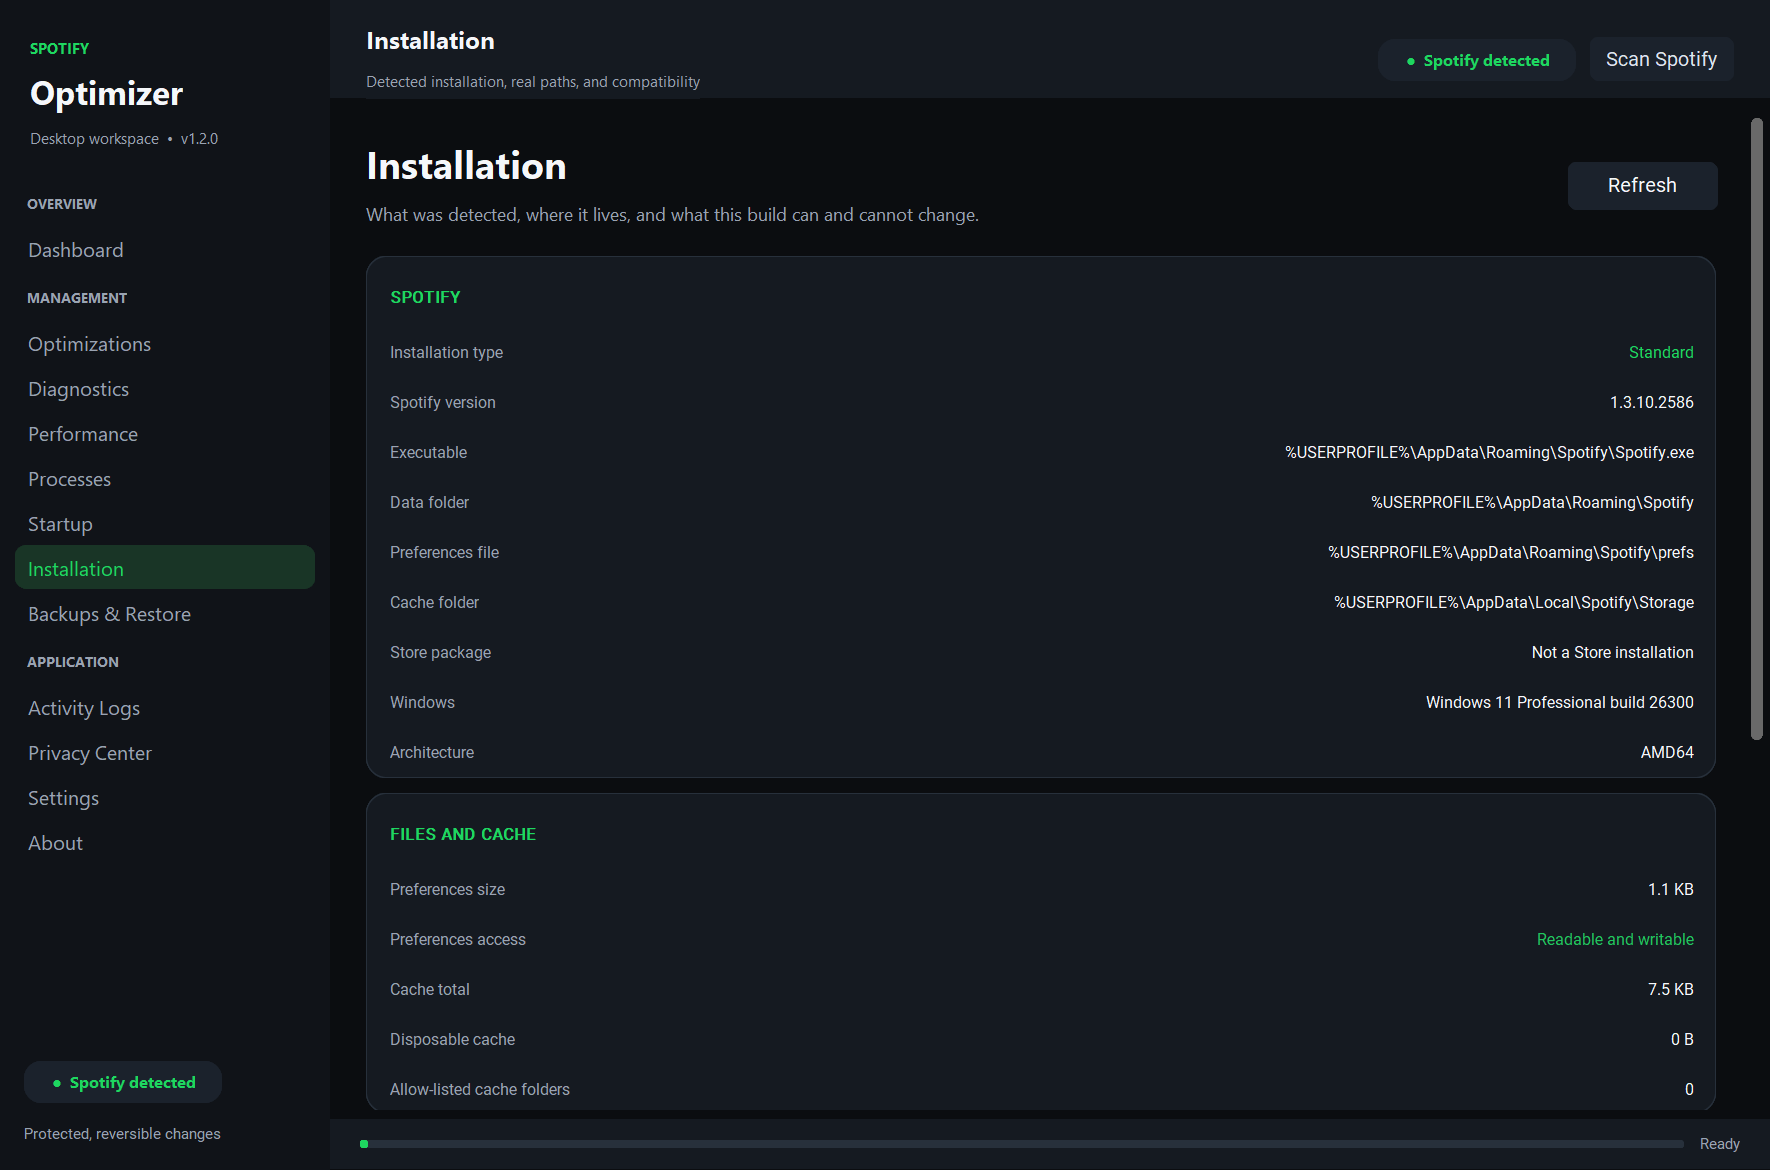 SPOTIFY
Optimizer
Desktop workspace • v1.2.0
OVERVIEW
Dashboard
MANAGEMENT
Optimizations
Diagnostics
Performance
Processes
Startup
Installation
Backups & Restore
APPLICATION
Activity Logs
Privacy Center
Settings
About
● Spotify detected
Protected, reversible changes
Installation
Detected installation, real paths, and compatibility
● Spotify detected
Scan Spotify
Installation
What was detected, where it lives, and what this build can and cannot change.
Refresh
SPOTIFY
Installation type Standard
Spotify version 1.3.10.2586
Executable %USERPROFILE%\AppData\Roaming\Spotify\Spotify.exe
Data folder %USERPROFILE%\AppData\Roaming\Spotify
Preferences file %USERPROFILE%\AppData\Roaming\Spotify\prefs
Cache folder %USERPROFILE%\AppData\Local\Spotify\Storage
Store package Not a Store installation
Windows Windows 11 Professional build 26300
Architecture AMD64
FILES AND CACHE
Preferences size 1.1 KB
Preferences access Readable and writable
Cache total 7.5 KB
Disposable cache 0 B
Allow-listed cache folders 0
Ready